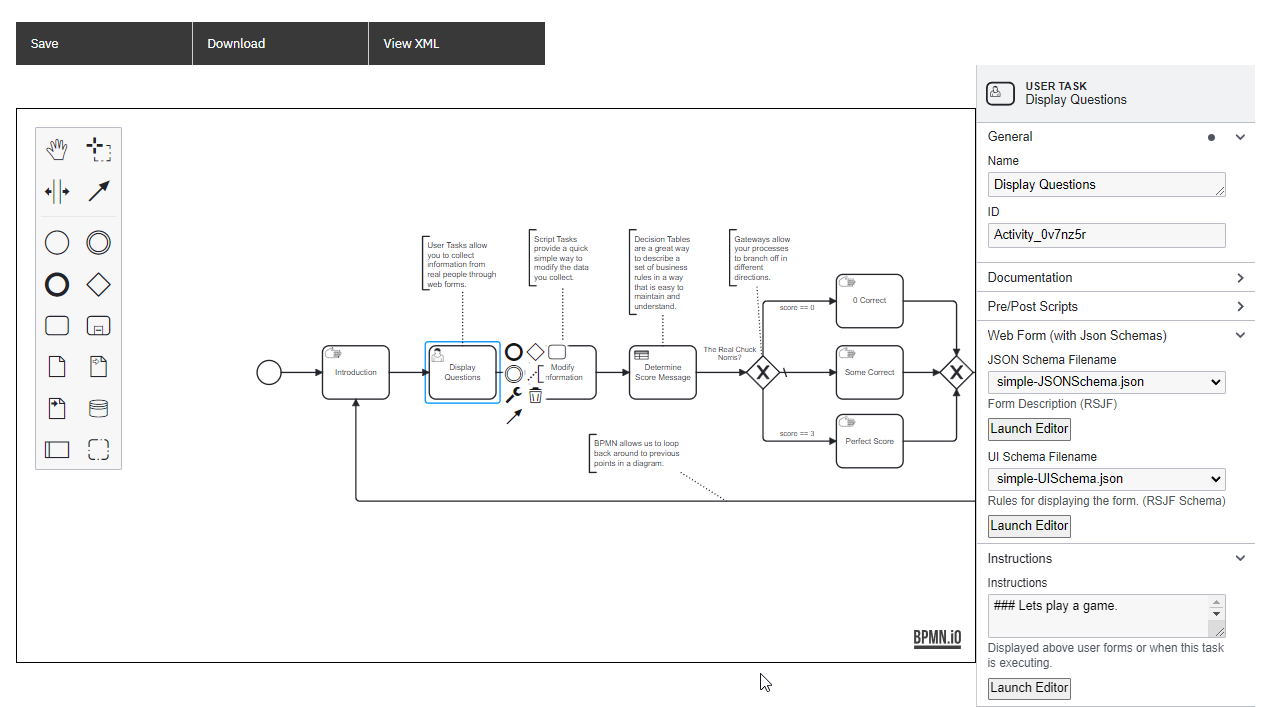 Save
Download
View XML
USER TASK
Display Questions
General
Name
Display Questions
ID
Activity_0v7nz5r
Documentation
Pre/Post Scripts
Web Form (with Json Schemas)
JSON Schema Filename
simple-JSONSchema.json
Form Description (RSJF)
Launch Editor
UI Schema Filename
simple-UISchema.json
Rules for displaying the form. (RSJF Schema)
Launch Editor
Instructions
Instructions
### Lets play a game.
Displayed above user forms or when this task
is executing.
Launch Editor
User Tasks allow
you to collect
information from
real people through
web forms.
Script Tasks
provide a quick
simple way to
modify the data
you collect.
Decision Tables
are a great way
to describe a
set of business
rules in a way
that is easy to
maintain and
understand.
Gateways allow
your processes
to branch off in
different
directions.
Introduction
Display
Questions
Modify
nformation
Determine
Score Message
The Real Chuck
Norris?
score == 0
0 Correct
Some Correct
score == 3
Perfect Score
BPMN allows us to loop
back around to previous
points in a diagram.
BPMN.iO